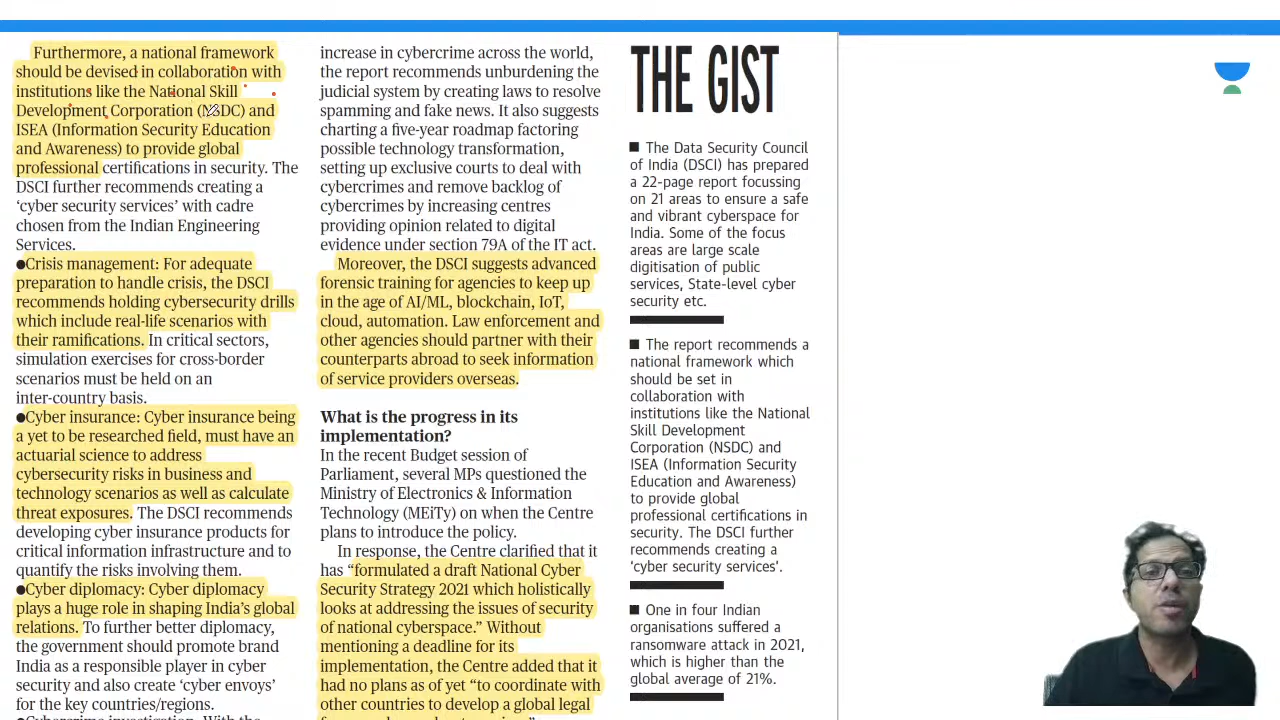 Furthermore, a national framework
should be devised in collaboration with
institutions like the National Skill
Development Corporation (NSDC) and
ISEA (Information Security Education
and Awareness) to provide global
professional certifications in security. The
DSCI further recommends creating a
‘cyber security services’ with cadre
chosen from the Indian Engineering
Services.
●Crisis management: For adequate
preparation to handle crisis, the DSCI
recommends holding cybersecurity drills
which include real-life scenarios with
their ramifications. In critical sectors,
simulation exercises for cross-border
scenarios must be held on an
inter-country basis.
●Cyber insurance: Cyber insurance being
a yet to be researched field, must have an
actuarial science to address
cybersecurity risks in business and
technology scenarios as well as calculate
threat exposures. The DSCI recommends
developing cyber insurance products for
critical information infrastructure and to
quantify the risks involving them.
●Cyber diplomacy: Cyber diplomacy
plays a huge role in shaping India’s global
relations. To further better diplomacy,
the government should promote brand
India as a responsible player in cyber
security and also create ‘cyber envoys’
for the key countries/regions.
●Cybercrime investigation: With the
increase in cybercrime across the world,
the report recommends unburdening the
judicial system by creating laws to resolve
spamming and fake news. It also suggests
charting a five-year roadmap factoring
possible technology transformation,
setting up exclusive courts to deal with
cybercrimes and remove backlog of
cybercrimes by increasing centres
providing opinion related to digital
evidence under section 79A of the IT act.
Moreover, the DSCI suggests advanced
forensic training for agencies to keep up
in the age of AI/ML, blockchain, IoT,
cloud, automation. Law enforcement and
other agencies should partner with their
counterparts abroad to seek information
of service providers overseas.
What is the progress in its
implementation?
In the recent Budget session of
Parliament, several MPs questioned the
Ministry of Electronics & Information
Technology (MEiTy) on when the Centre
plans to introduce the policy.
In response, the Centre clarified that it
has “formulated a draft National Cyber
Security Strategy 2021 which holistically
looks at addressing the issues of security
of national cyberspace.” Without
mentioning a deadline for its
implementation, the Centre added that it
had no plans as of yet “to coordinate with
other countries to develop a global legal
THE GIST
■ The Data Security Council
of India (DSCI) has prepared
a 22-page report focussing
on 21 areas to ensure a safe
and vibrant cyberspace for
India. Some of the focus
areas are large scale
digitisation of public
services, State-level cyber
security etc.
■ The report recommends a
national framework which
should be set in
collaboration with
institutions like the National
Skill Development
Corporation (NSDC) and
ISEA (Information Security
Education and Awareness)
to provide global
professional certifications in
security. The DSCI further
recommends creating a
‘cyber security services’.
■ One in four Indian
organisations suffered a
ransomware attack in 2021,
which is higher than the
global average of 21%.